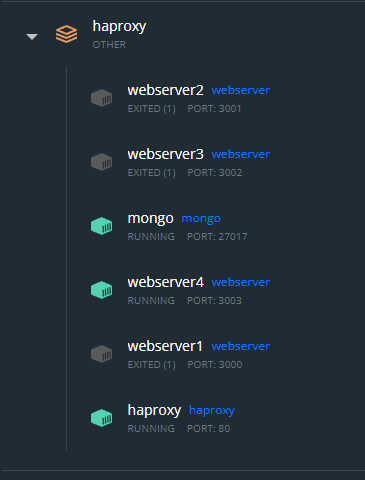 haproxy
OTHER
webserver2 webserver
EXITED (1) PORT: 3001
webserver3 webserver
EXITED (1) PORT: 3002
mongo mongo
RUNNING PORT: 27017
webserver4 webserver
RUNNING PORT: 3003
webserver1 webserver
EXITED (1) PORT: 3000
haproxy haproxy
RUNNING PORT: 80